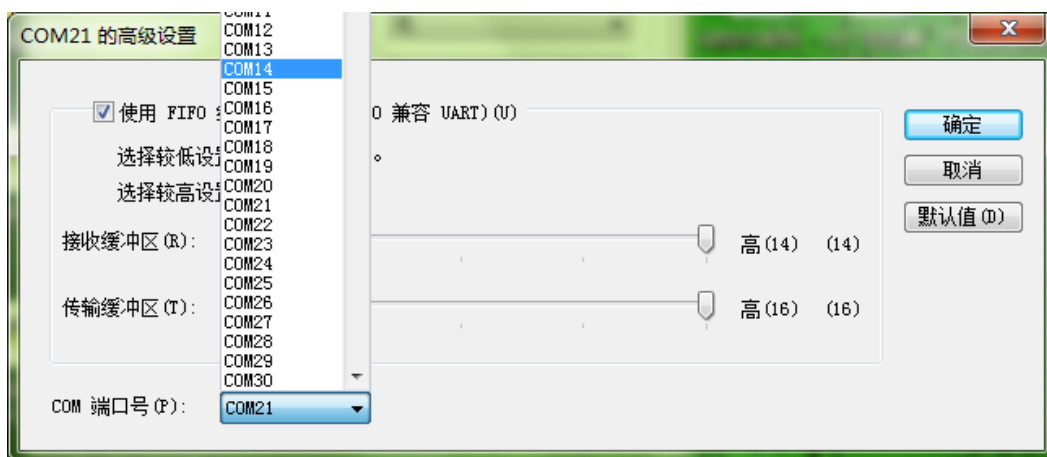 COM21 的高级设置
COM11
COM12
COM13
COM14
COM15
COM16
COM17
COM18
COM19
COM20
COM21
COM22
COM23
COM24
COM25
COM26
COM27
COM28
COM29
COM30
使用 FIFO
0 兼容 UART)(U)
选择较低设
。
选择较高设
接收缓冲区(R):
高(14) (14)
传输缓冲区(T):
高(16) (16)
COM 端口号(P):
COM21
确定
取消
默认值(D)